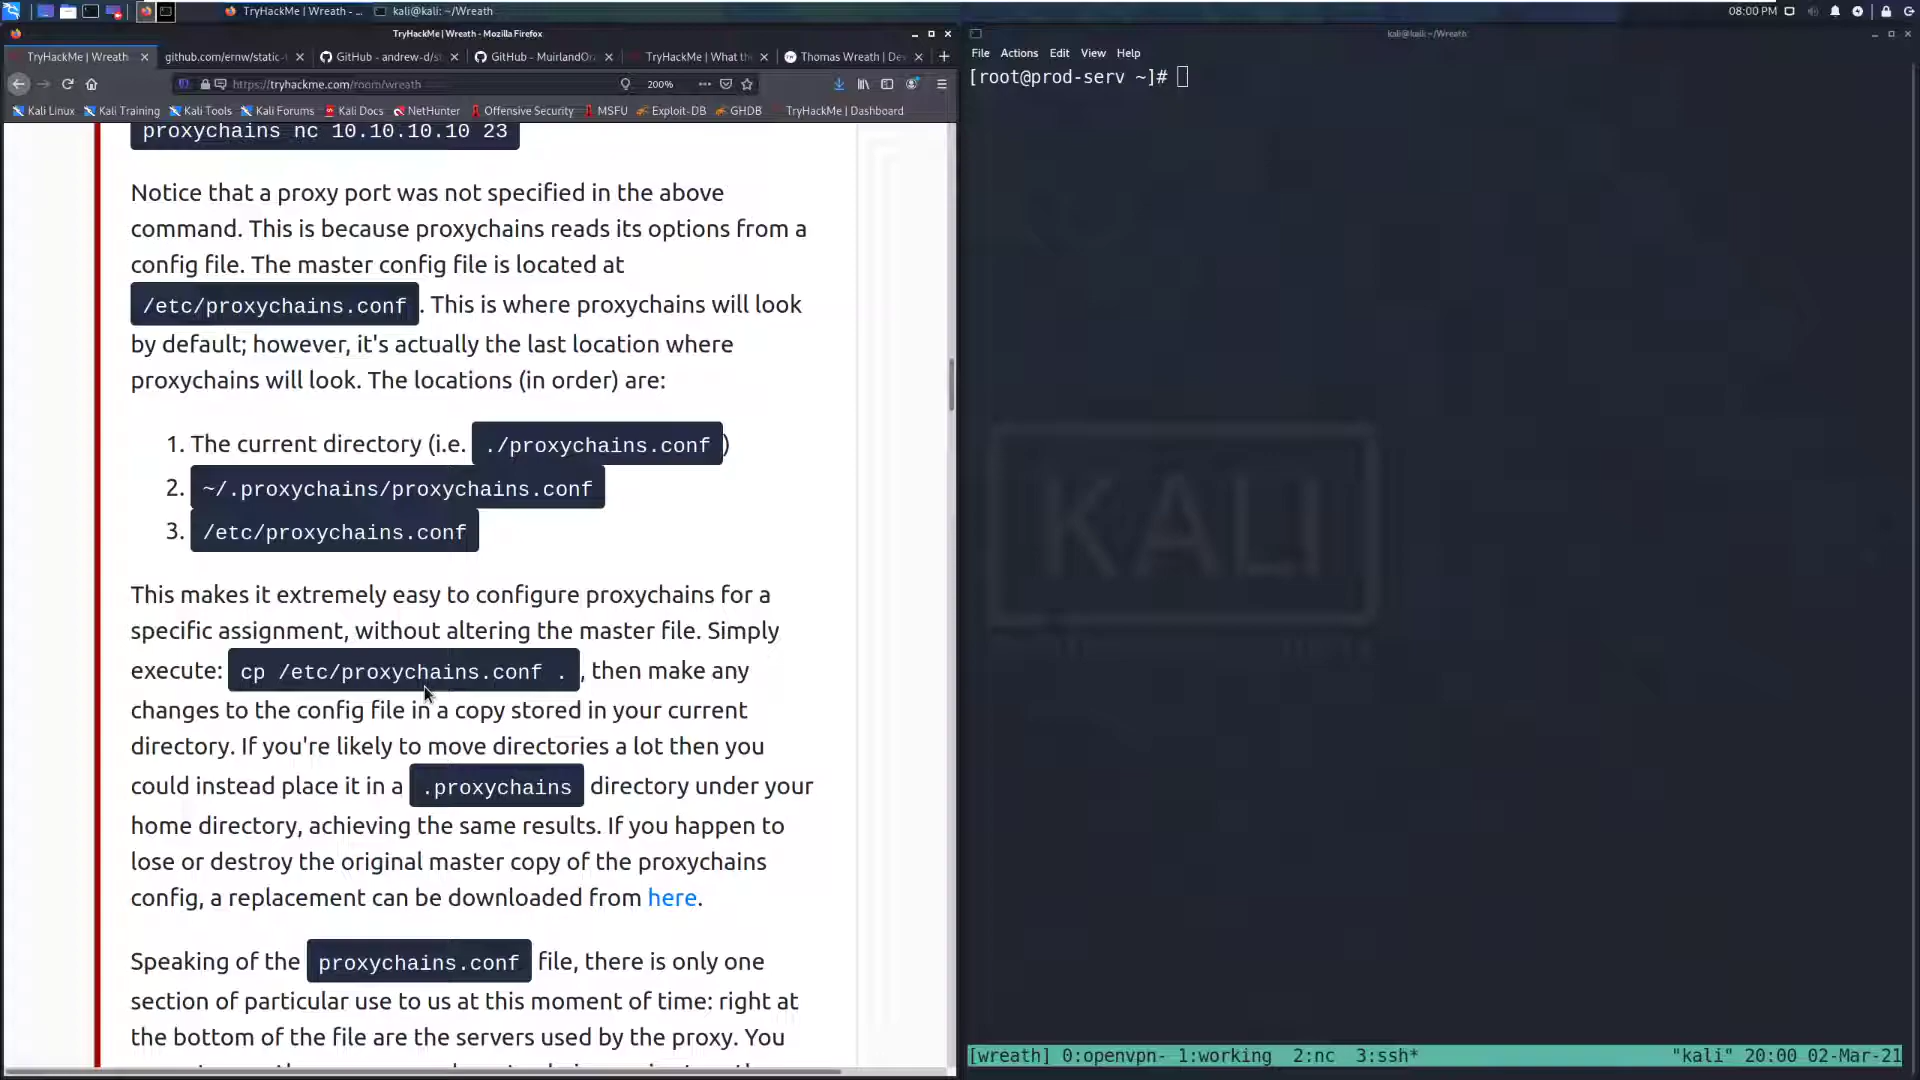 TryHackMe | Wreath - ...
kali@kali: ~/Wreath
08:00 PM
TryHackMe | Wreath - Mozilla Firefox
TryHackMe | Wreath
github.com/ernw/static-
GitHub - andrew-d/s
GitHub - MuirlandOr
TryHackMe | What th
Thomas Wreath | De
https://tryhackme.com/room/wreath
200%
Kali Linux
Kali Training
Kali Tools
Kali Forums
Kali Docs
NetHunter
Offensive Security
MSFU
Exploit-DB
GHDB
TryHackMe | Dashboard
proxychains nc 10.10.10.10 23
Notice that a proxy port was not specified in the above
command. This is because proxychains reads its options from a
config file. The master config file is located at
/etc/proxychains.conf . This is where proxychains will look
by default; however, it's actually the last location where
proxychains will look. The locations (in order) are:
1. The current directory (i.e. ./proxychains.conf )
2. ~/.proxychains/proxychains.conf
3. /etc/proxychains.conf
This makes it extremely easy to configure proxychains for a
specific assignment, without altering the master file. Simply
execute: cp /etc/proxychains.conf . , then make any
changes to the config file in a copy stored in your current
directory. If you're likely to move directories a lot then you
could instead place it in a .proxychains directory under your
home directory, achieving the same results. If you happen to
lose or destroy the original master copy of the proxychains
config, a replacement can be downloaded from here.
Speaking of the proxychains.conf file, there is only one
section of particular use to us at this moment of time: right at
the bottom of the file are the servers used by the proxy. You
kali@kali:~/Wreath
File Actions Edit View Help
[root@prod-serv ~]#
KALI
[wreath] 0:openvpn- 1:working 2:nc 3:ssh*
"kali" 20:00 02-Mar-21